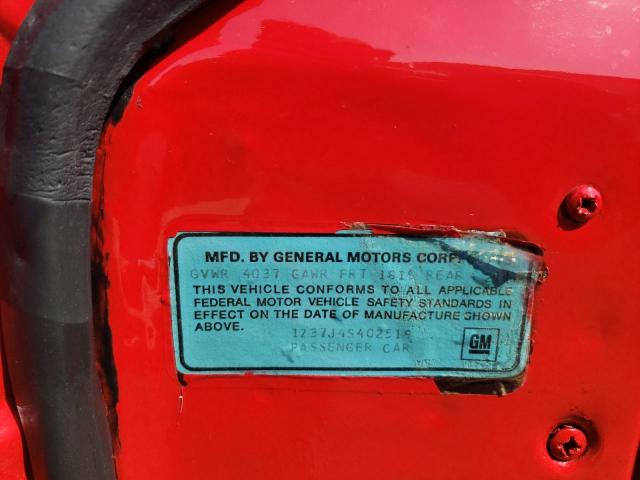 MFD. BY GENERAL MOTORS CORP.
GVWR 4037 GAWR FRT 1819 REAR
THIS VEHICLE CONFORMS TO ALL APPLICABLE
FEDERAL MOTOR VEHICLE SAFETY STANDARDS IN
EFFECT ON THE DATE OF MANUFACTURE SHOWN
ABOVE.
1Z37J4S402519
PASSENGER CAR
GM